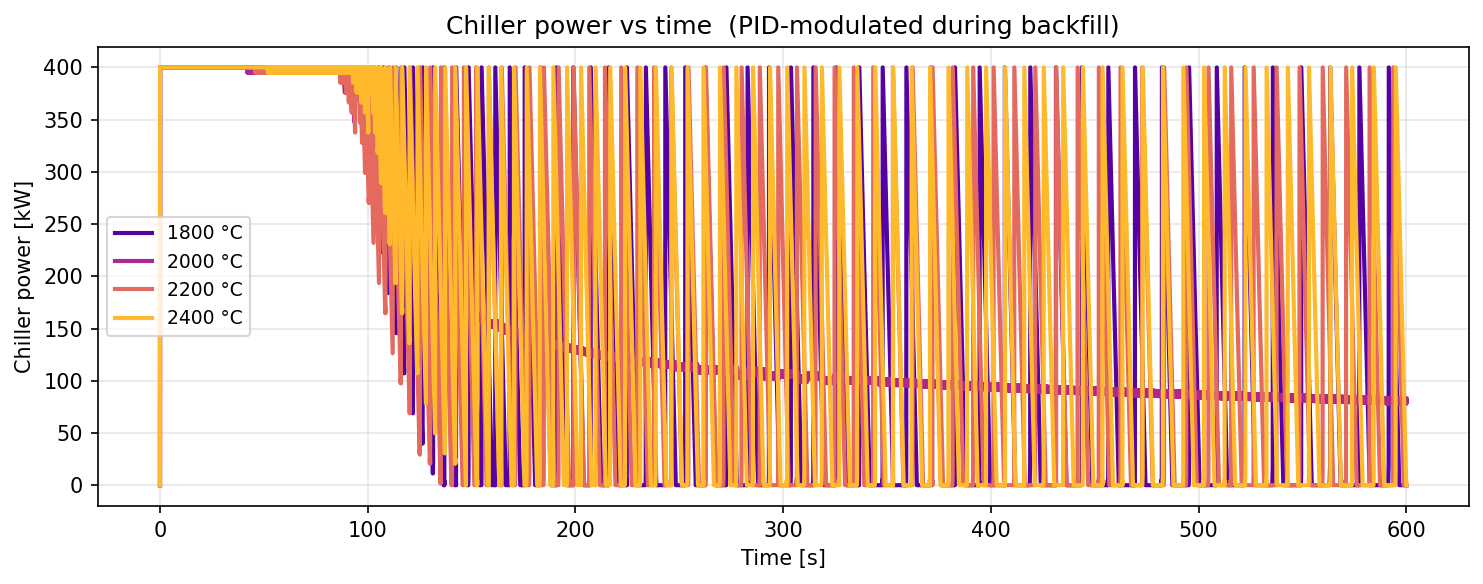 Chiller power vs time  (PID-modulated during backfill)
Chiller power [kW]
400
350
300
250
200
150
100
50
0
1800 °C
2000 °C
2200 °C
2400 °C
0 100 200 300 400 500 600
Time [s]